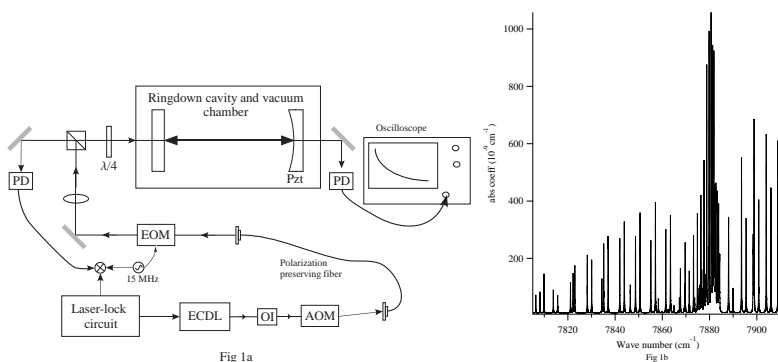 Ringdown cavity and vacuum
chamber
Oscilloscope
λ/4
Pzt
PD
PD
EOM
15 MHz
Polarization
preserving fiber
Laser-lock
circuit
ECDL
OI
AOM
Fig 1a
abs coeff (10⁻⁹ cm⁻¹)
1000
800
600
400
200
7820
7840
7860
7880
7900
Wave number (cm⁻¹)
Fig 1b